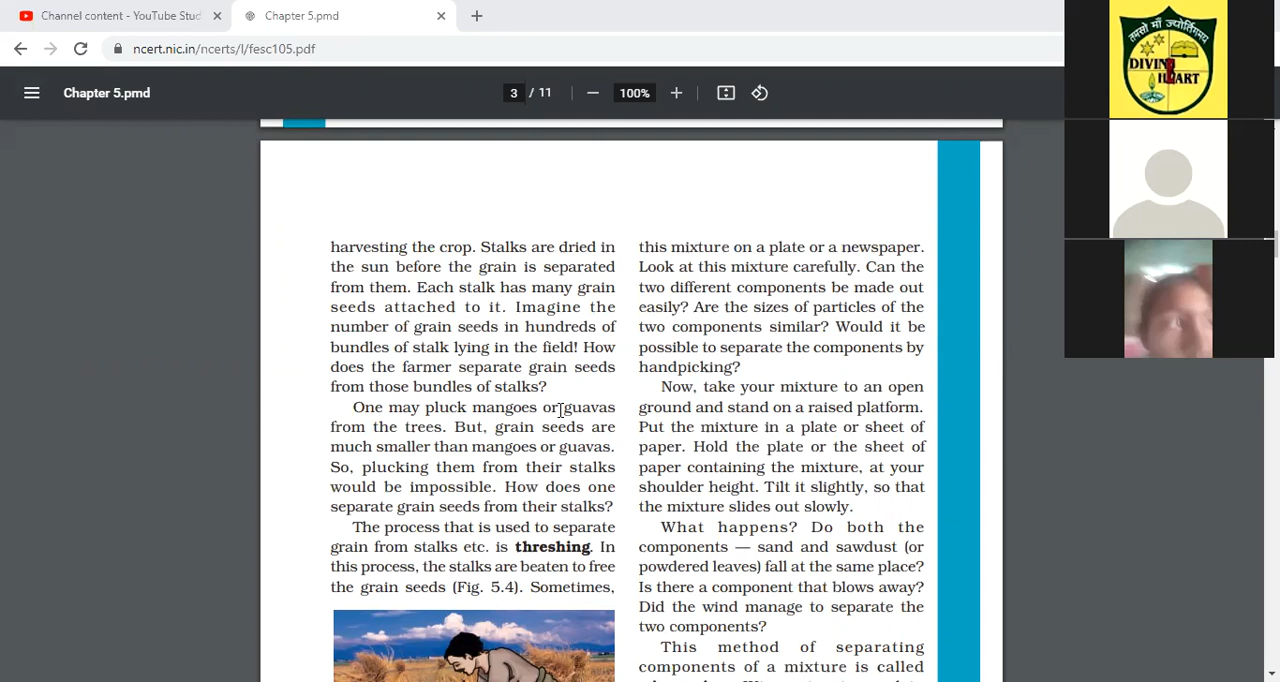 Channel content - YouTube Stud
Chapter 5.pmd
ncert.nic.in/ncerts/l/fesc105.pdf
Chapter 5.pmd
3 / 11
100%
harvesting the crop. Stalks are dried in
the sun before the grain is separated
from them. Each stalk has many grain
seeds attached to it. Imagine the
number of grain seeds in hundreds of
bundles of stalk lying in the field! How
does the farmer separate grain seeds
from those bundles of stalks?
One may pluck mangoes or guavas
from the trees. But, grain seeds are
much smaller than mangoes or guavas.
So, plucking them from their stalks
would be impossible. How does one
separate grain seeds from their stalks?
The process that is used to separate
grain from stalks etc. is threshing. In
this process, the stalks are beaten to free
the grain seeds (Fig. 5.4). Sometimes,
this mixture on a plate or a newspaper.
Look at this mixture carefully. Can the
two different components be made out
easily? Are the sizes of particles of the
two components similar? Would it be
possible to separate the components by
handpicking?
Now, take your mixture to an open
ground and stand on a raised platform.
Put the mixture in a plate or sheet of
paper. Hold the plate or the sheet of
paper containing the mixture, at your
shoulder height. Tilt it slightly, so that
the mixture slides out slowly.
What happens? Do both the
components — sand and sawdust (or
powdered leaves) fall at the same place?
Is there a component that blows away?
Did the wind manage to separate the
two components?
This method of separating
components of a mixture is called
तमसो माँ ज्योतिर्गमय
DIVINE
HEART